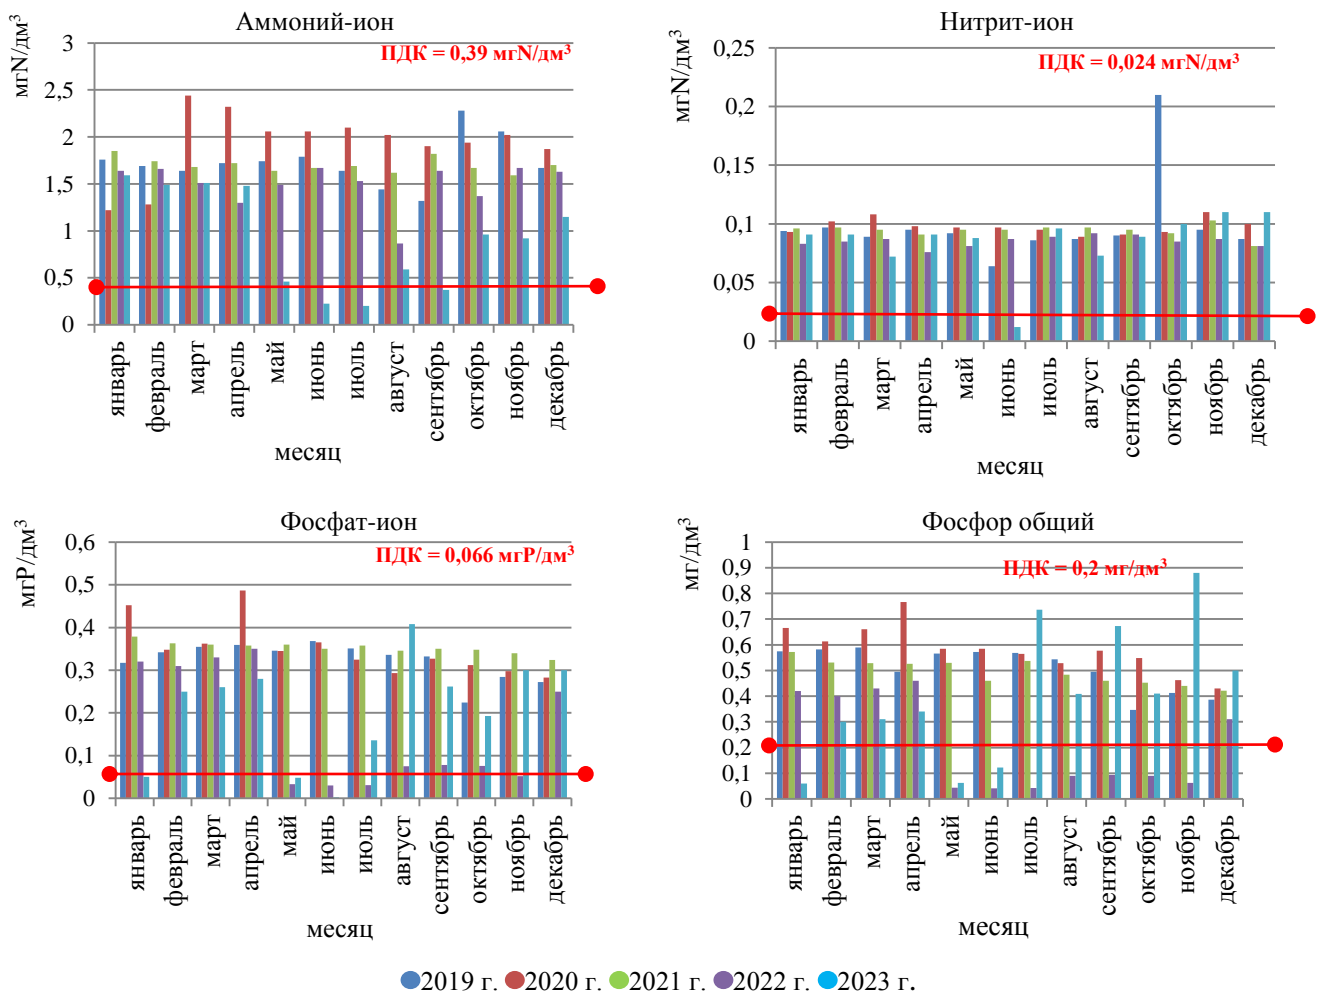 Аммоний-ион
мгN/дм³
ПДК = 0,39 мгN/дм³
3
2,5
2
1,5
1
0,5
0
январь
февраль
март
апрель
май
июнь
июль
август
сентябрь
октябрь
ноябрь
декабрь
месяц
Нитрит-ион
мгN/дм³
ПДК = 0,024 мгN/дм³
0,25
0,2
0,15
0,1
0,05
0
январь
февраль
март
апрель
май
июнь
июль
август
сентябрь
октябрь
ноябрь
декабрь
месяц
Фосфат-ион
мгР/дм³
ПДК = 0,066 мгР/дм³
0,6
0,5
0,4
0,3
0,2
0,1
0
январь
февраль
март
апрель
май
июнь
июль
август
сентябрь
октябрь
ноябрь
декабрь
месяц
Фосфор общий
мг/дм³
ПДК = 0,2 мг/дм³
1
0,9
0,8
0,7
0,6
0,5
0,4
0,3
0,2
0,1
0
январь
февраль
март
апрель
май
июнь
июль
август
сентябрь
октябрь
ноябрь
декабрь
месяц
2019 г. 2020 г. 2021 г. 2022 г. 2023 г.